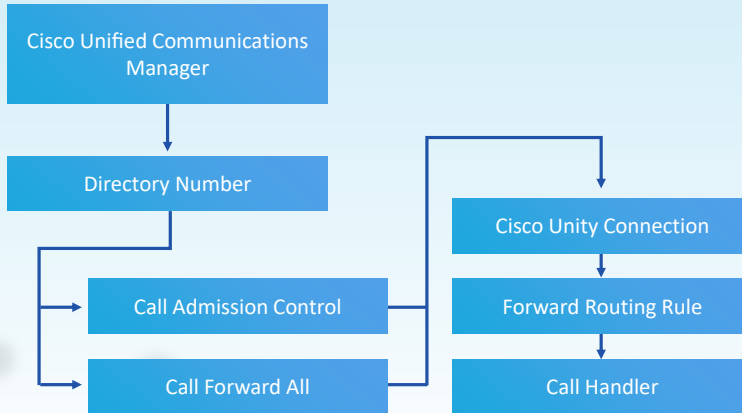 Cisco Unified Communications
Manager
Directory Number
Call Admission Control
Call Forward All
Cisco Unity Connection
Forward Routing Rule
Call Handler